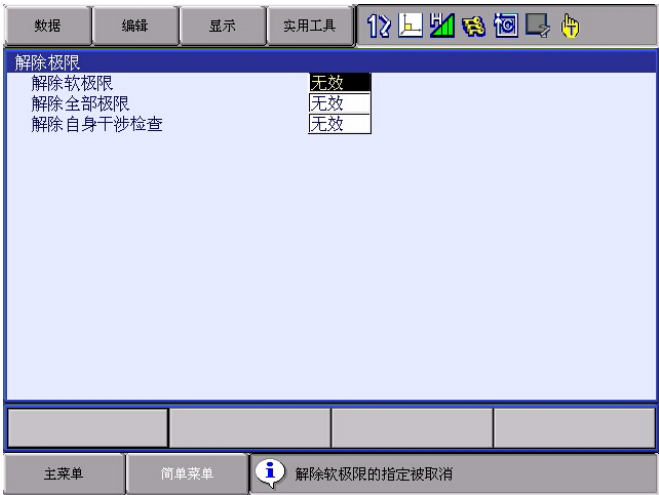 数据 编辑 显示 实用工具
解除极限
解除软极限 无效
解除全部极限 无效
解除自身干涉检查 无效
主菜单 简单菜单 解除软极限的指定被取消